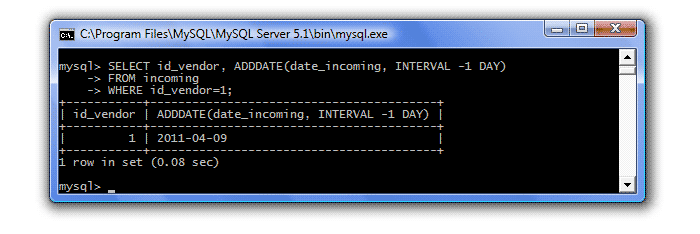 C:\Program Files\MySQL\MySQL Server 5.1\bin\mysql.exe
mysql> SELECT id_vendor, ADDDATE(date_incoming, INTERVAL -1 DAY)
    -> FROM incoming
    -> WHERE id_vendor=1;
+-----------+-----------------------------------------+
| id_vendor | ADDDATE(date_incoming, INTERVAL -1 DAY) |
+-----------+-----------------------------------------+
|         1 | 2011-04-09                              |
+-----------+-----------------------------------------+
1 row in set (0.08 sec)
mysql> _